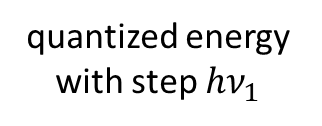 quantized energy
with step hν₁